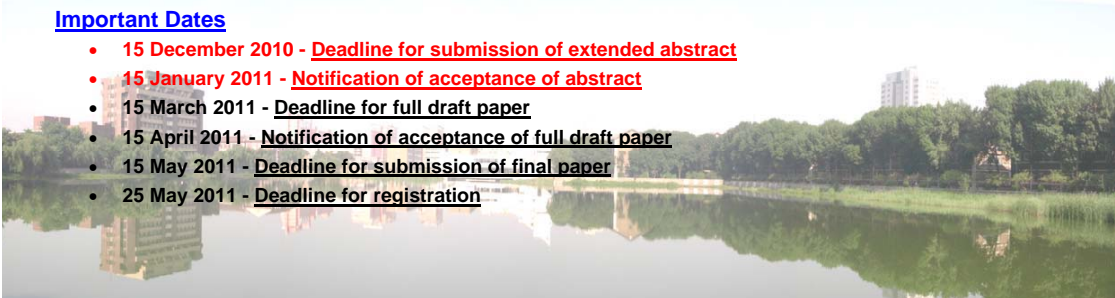 Important Dates
• 15 December 2010 - Deadline for submission of extended abstract
• 15 January 2011 - Notification of acceptance of abstract
• 15 March 2011 - Deadline for full draft paper
• 15 April 2011 - Notification of acceptance of full draft paper
• 15 May 2011 - Deadline for submission of final paper
• 25 May 2011 - Deadline for registration